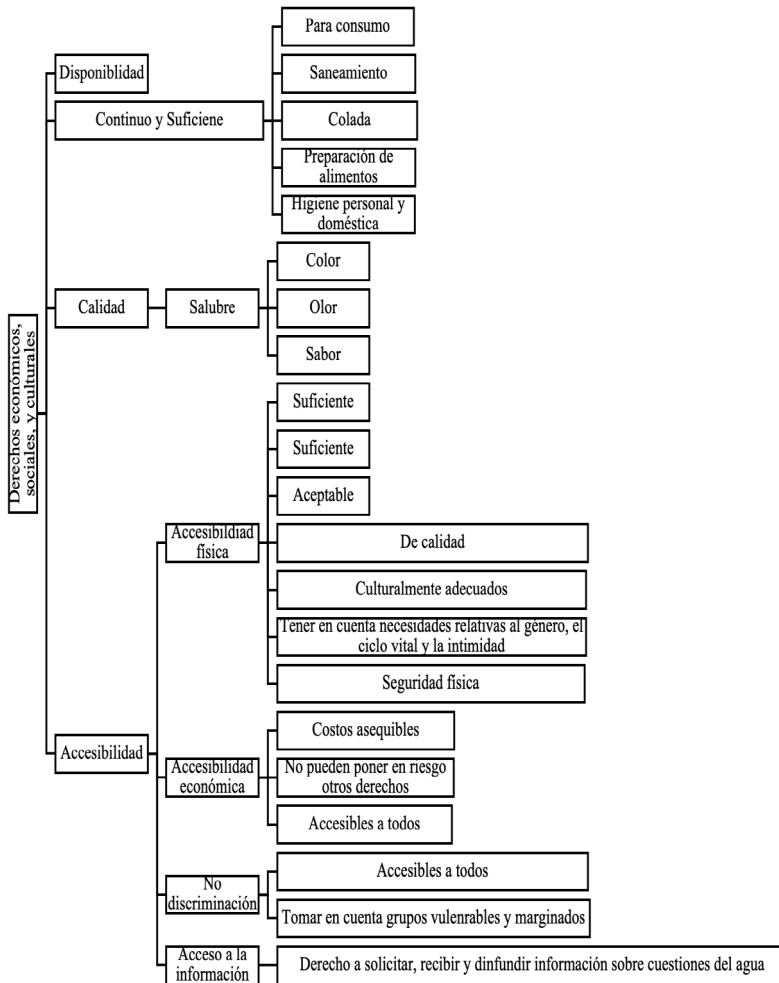 Derechos económicos,
sociales, y culturales
Disponiblidad
Continuo y Suficiene
Para consumo
Saneamiento
Colada
Preparación de
alimentos
Higiene personal y
doméstica
Calidad
Salubre
Color
Olor
Sabor
Accesibilidad
Accesibildiad
física
Suficiente
Suficiente
Aceptable
De calidad
Culturalmente adecuados
Tener en cuenta necesidades relativas al género, el
ciclo vital y la intimidad
Seguridad física
Accesibilidad
económica
Costos asequibles
No pueden poner en riesgo
otros derechos
Accesibles a todos
No
discriminación
Accesibles a todos
Tomar en cuenta grupos vulenrables y marginados
Acceso a la
información
Derecho a solicitar, recibir y dinfundir información sobre cuestiones del agua